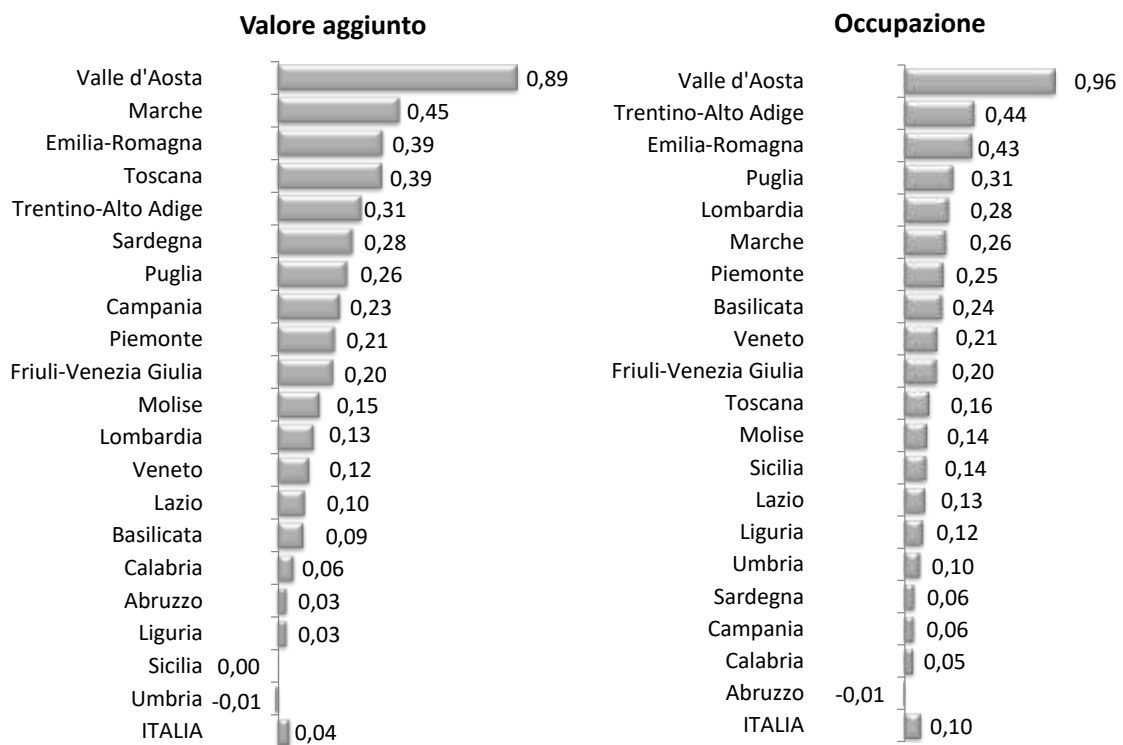 Valore aggiunto
Valle d'Aosta 0,89
Marche 0,45
Emilia-Romagna 0,39
Toscana 0,39
Trentino-Alto Adige 0,31
Sardegna 0,28
Puglia 0,26
Campania 0,23
Piemonte 0,21
Friuli-Venezia Giulia 0,20
Molise 0,15
Lombardia 0,13
Veneto 0,12
Lazio 0,10
Basilicata 0,09
Calabria 0,06
Abruzzo 0,03
Liguria 0,03
Sicilia 0,00
Umbria -0,01
ITALIA 0,04
Occupazione
Valle d'Aosta 0,96
Trentino-Alto Adige 0,44
Emilia-Romagna 0,43
Puglia 0,31
Lombardia 0,28
Marche 0,26
Piemonte 0,25
Basilicata 0,24
Veneto 0,21
Friuli-Venezia Giulia 0,20
Toscana 0,16
Molise 0,14
Sicilia 0,14
Lazio 0,13
Liguria 0,12
Umbria 0,10
Sardegna 0,06
Campania 0,06
Calabria 0,05
Abruzzo -0,01
ITALIA 0,10